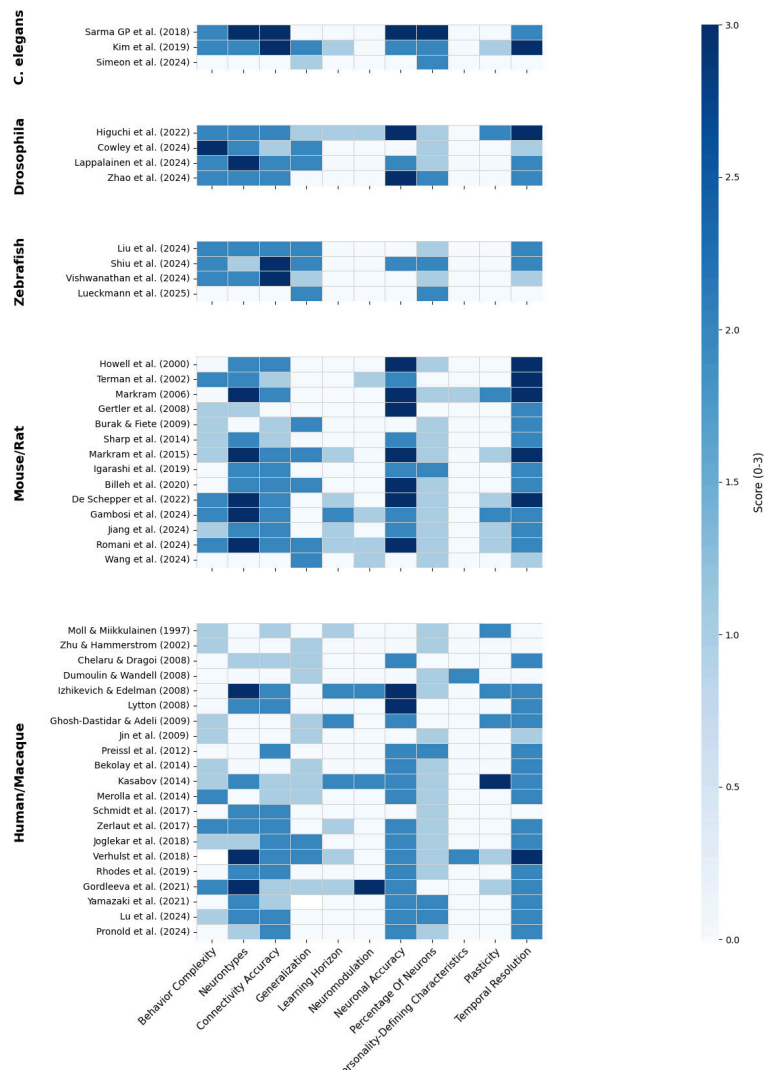 C. elegans
Sarma GP et al. (2018)
Kim et al. (2019)
Simeon et al. (2024)
Drosophila
Higuchi et al. (2022)
Cowley et al. (2024)
Lappalainen et al. (2024)
Zhao et al. (2024)
Zebrafish
Liu et al. (2024)
Shiu et al. (2024)
Vishwanathan et al. (2024)
Lueckmann et al. (2025)
Mouse/Rat
Howell et al. (2000)
Terman et al. (2002)
Markram (2006)
Gertler et al. (2008)
Burak & Fiete (2009)
Sharp et al. (2014)
Markram et al. (2015)
Igarashi et al. (2019)
Billeh et al. (2020)
De Schepper et al. (2022)
Gambosi et al. (2024)
Jiang et al. (2024)
Romani et al. (2024)
Wang et al. (2024)
Human/Macaque
Moll & Miikkulainen (1997)
Zhu & Hammerstrom (2002)
Chelaru & Dragoi (2008)
Dumoulin & Wandell (2008)
Izhikevich & Edelman (2008)
Lytton (2008)
Ghosh-Dastidar & Adeli (2009)
Jin et al. (2009)
Preissl et al. (2012)
Bekolay et al. (2014)
Kasabov (2014)
Merolla et al. (2014)
Schmidt et al. (2017)
Zerlaut et al. (2017)
Joglekar et al. (2018)
Verhulst et al. (2018)
Rhodes et al. (2019)
Gordleeva et al. (2021)
Yamazaki et al. (2021)
Lu et al. (2024)
Pronold et al. (2024)
Behavior Complexity
Neurontypes
Connectivity Accuracy
Generalization
Learning Horizon
Neuromodulation
Neuronal Accuracy
Percentage Of Neurons
ersonality-Defining Characteristics
Plasticity
Temporal Resolution
3.0
2.5
2.0
1.5
1.0
0.5
0.0
Score (0-3)